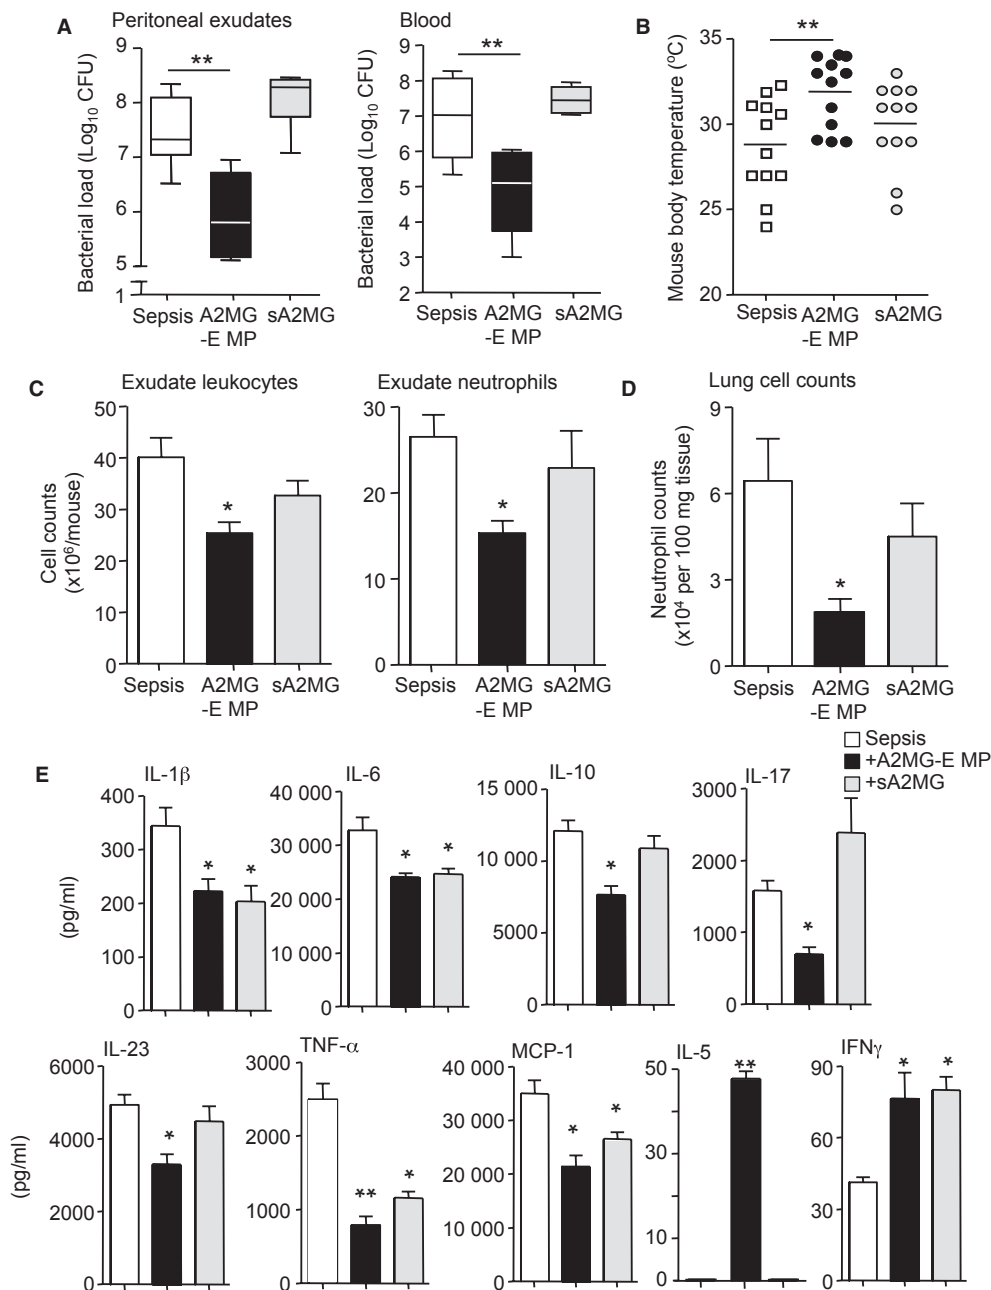 A
Peritoneal exudates
Blood
B
Bacterial load (Log10 CFU)
9
8
7
6
5
1
**
Sepsis A2MG sA2MG
-E MP
Bacterial load (Log10 CFU)
9
8
7
6
5
4
3
2
**
Sepsis A2MG sA2MG
-E MP
Mouse body temperature (ºC)
35
30
25
20
**
Sepsis A2MG sA2MG
-E MP
C
Exudate leukocytes
Cell counts
(x10⁶/mouse)
50
40
30
20
10
0
*
Sepsis A2MG sA2MG
-E MP
Exudate neutrophils
30
20
10
0
*
Sepsis A2MG sA2MG
-E MP
D
Lung cell counts
Neutrophil counts
(x10⁴ per 100 mg tissue)
9
6
3
0
*
Sepsis A2MG sA2MG
-E MP
Sepsis
+A2MG-E MP
+sA2MG
E
IL-1β
(pg/ml)
400
300
200
100
0
* *
IL-6
40 000
30 000
20 000
10 000
0
* *
IL-10
15 000
10 000
5000
0
*
IL-17
3000
2000
1000
0
*
IL-23
(pg/ml)
6000
4000
2000
0
*
TNF-α
3000
2000
1000
0
** *
MCP-1
40 000
30 000
20 000
10 000
0
* *
IL-5
50
30
10
0
**
IFNγ
90
60
30
0
* *